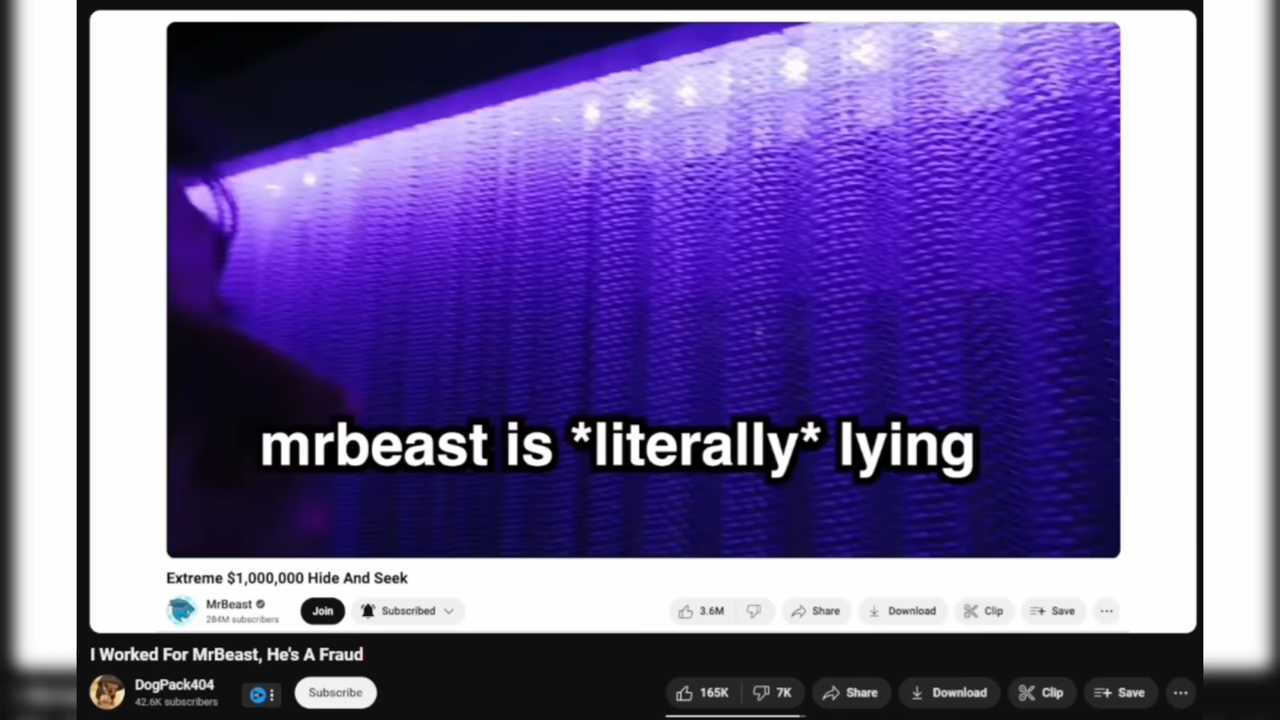 mrbeast is *literally* lying
Extreme $1,000,000 Hide And Seek
MrBeast
284M subscribers
Join
Subscribed
3.6M
Share
Download
Clip
Save
I Worked For MrBeast, He's A Fraud
DogPack404
42.6K subscribers
Subscribe
165K
7K
Share
Download
Clip
Save